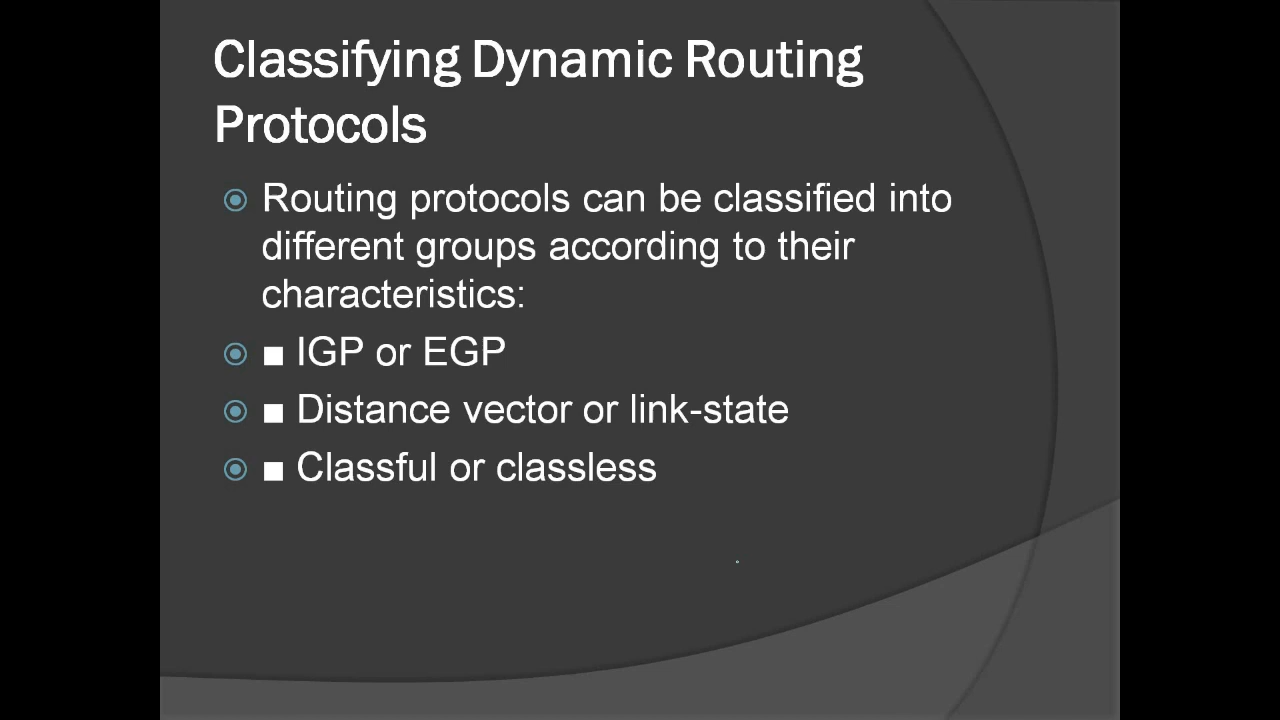 Classifying Dynamic Routing
Protocols
Routing protocols can be classified into
different groups according to their
characteristics:
■ IGP or EGP
■ Distance vector or link-state
■ Classful or classless